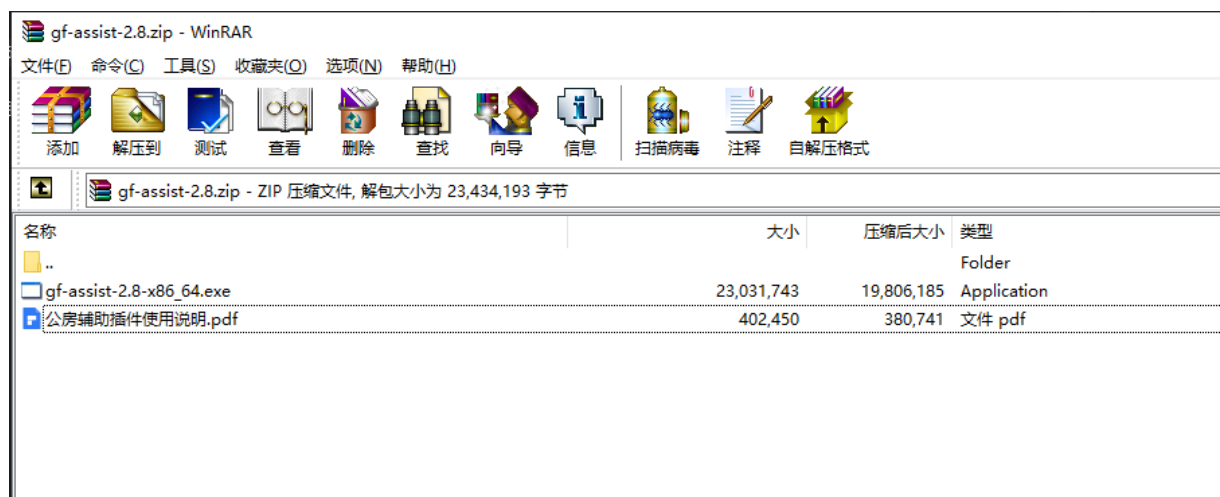 gf-assist-2.8.zip - WinRAR
文件(F) 命令(C) 工具(S) 收藏夹(O) 选项(N) 帮助(H)
添加 解压到 测试 查看 删除 查找 向导 信息 扫描病毒 注释 自解压格式
gf-assist-2.8.zip - ZIP 压缩文件, 解包大小为 23,434,193 字节
名称 大小 压缩后大小 类型
.. Folder
gf-assist-2.8-x86_64.exe 23,031,743 19,806,185 Application
公房辅助插件使用说明.pdf 402,450 380,741 文件 pdf